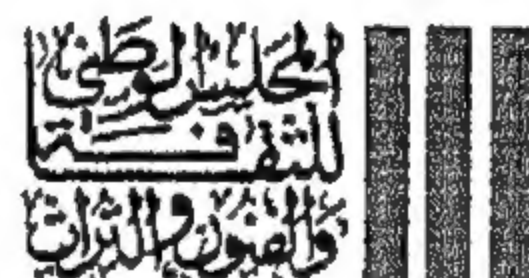 المجلس الوطني
للثقافة
والفنون والتراث